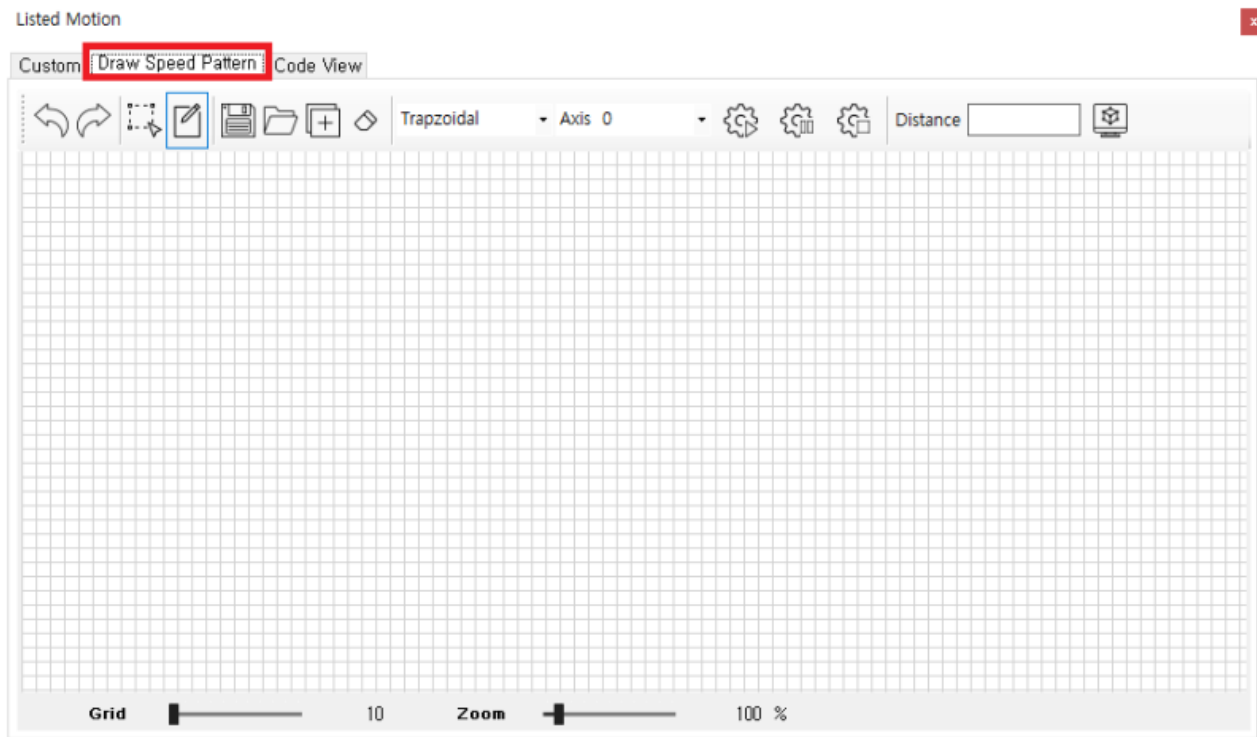 Listed Motion
x
Custom Draw Speed Pattern Code View
Trapzoidal Axis 0 Distance
Grid 10 Zoom 100 %